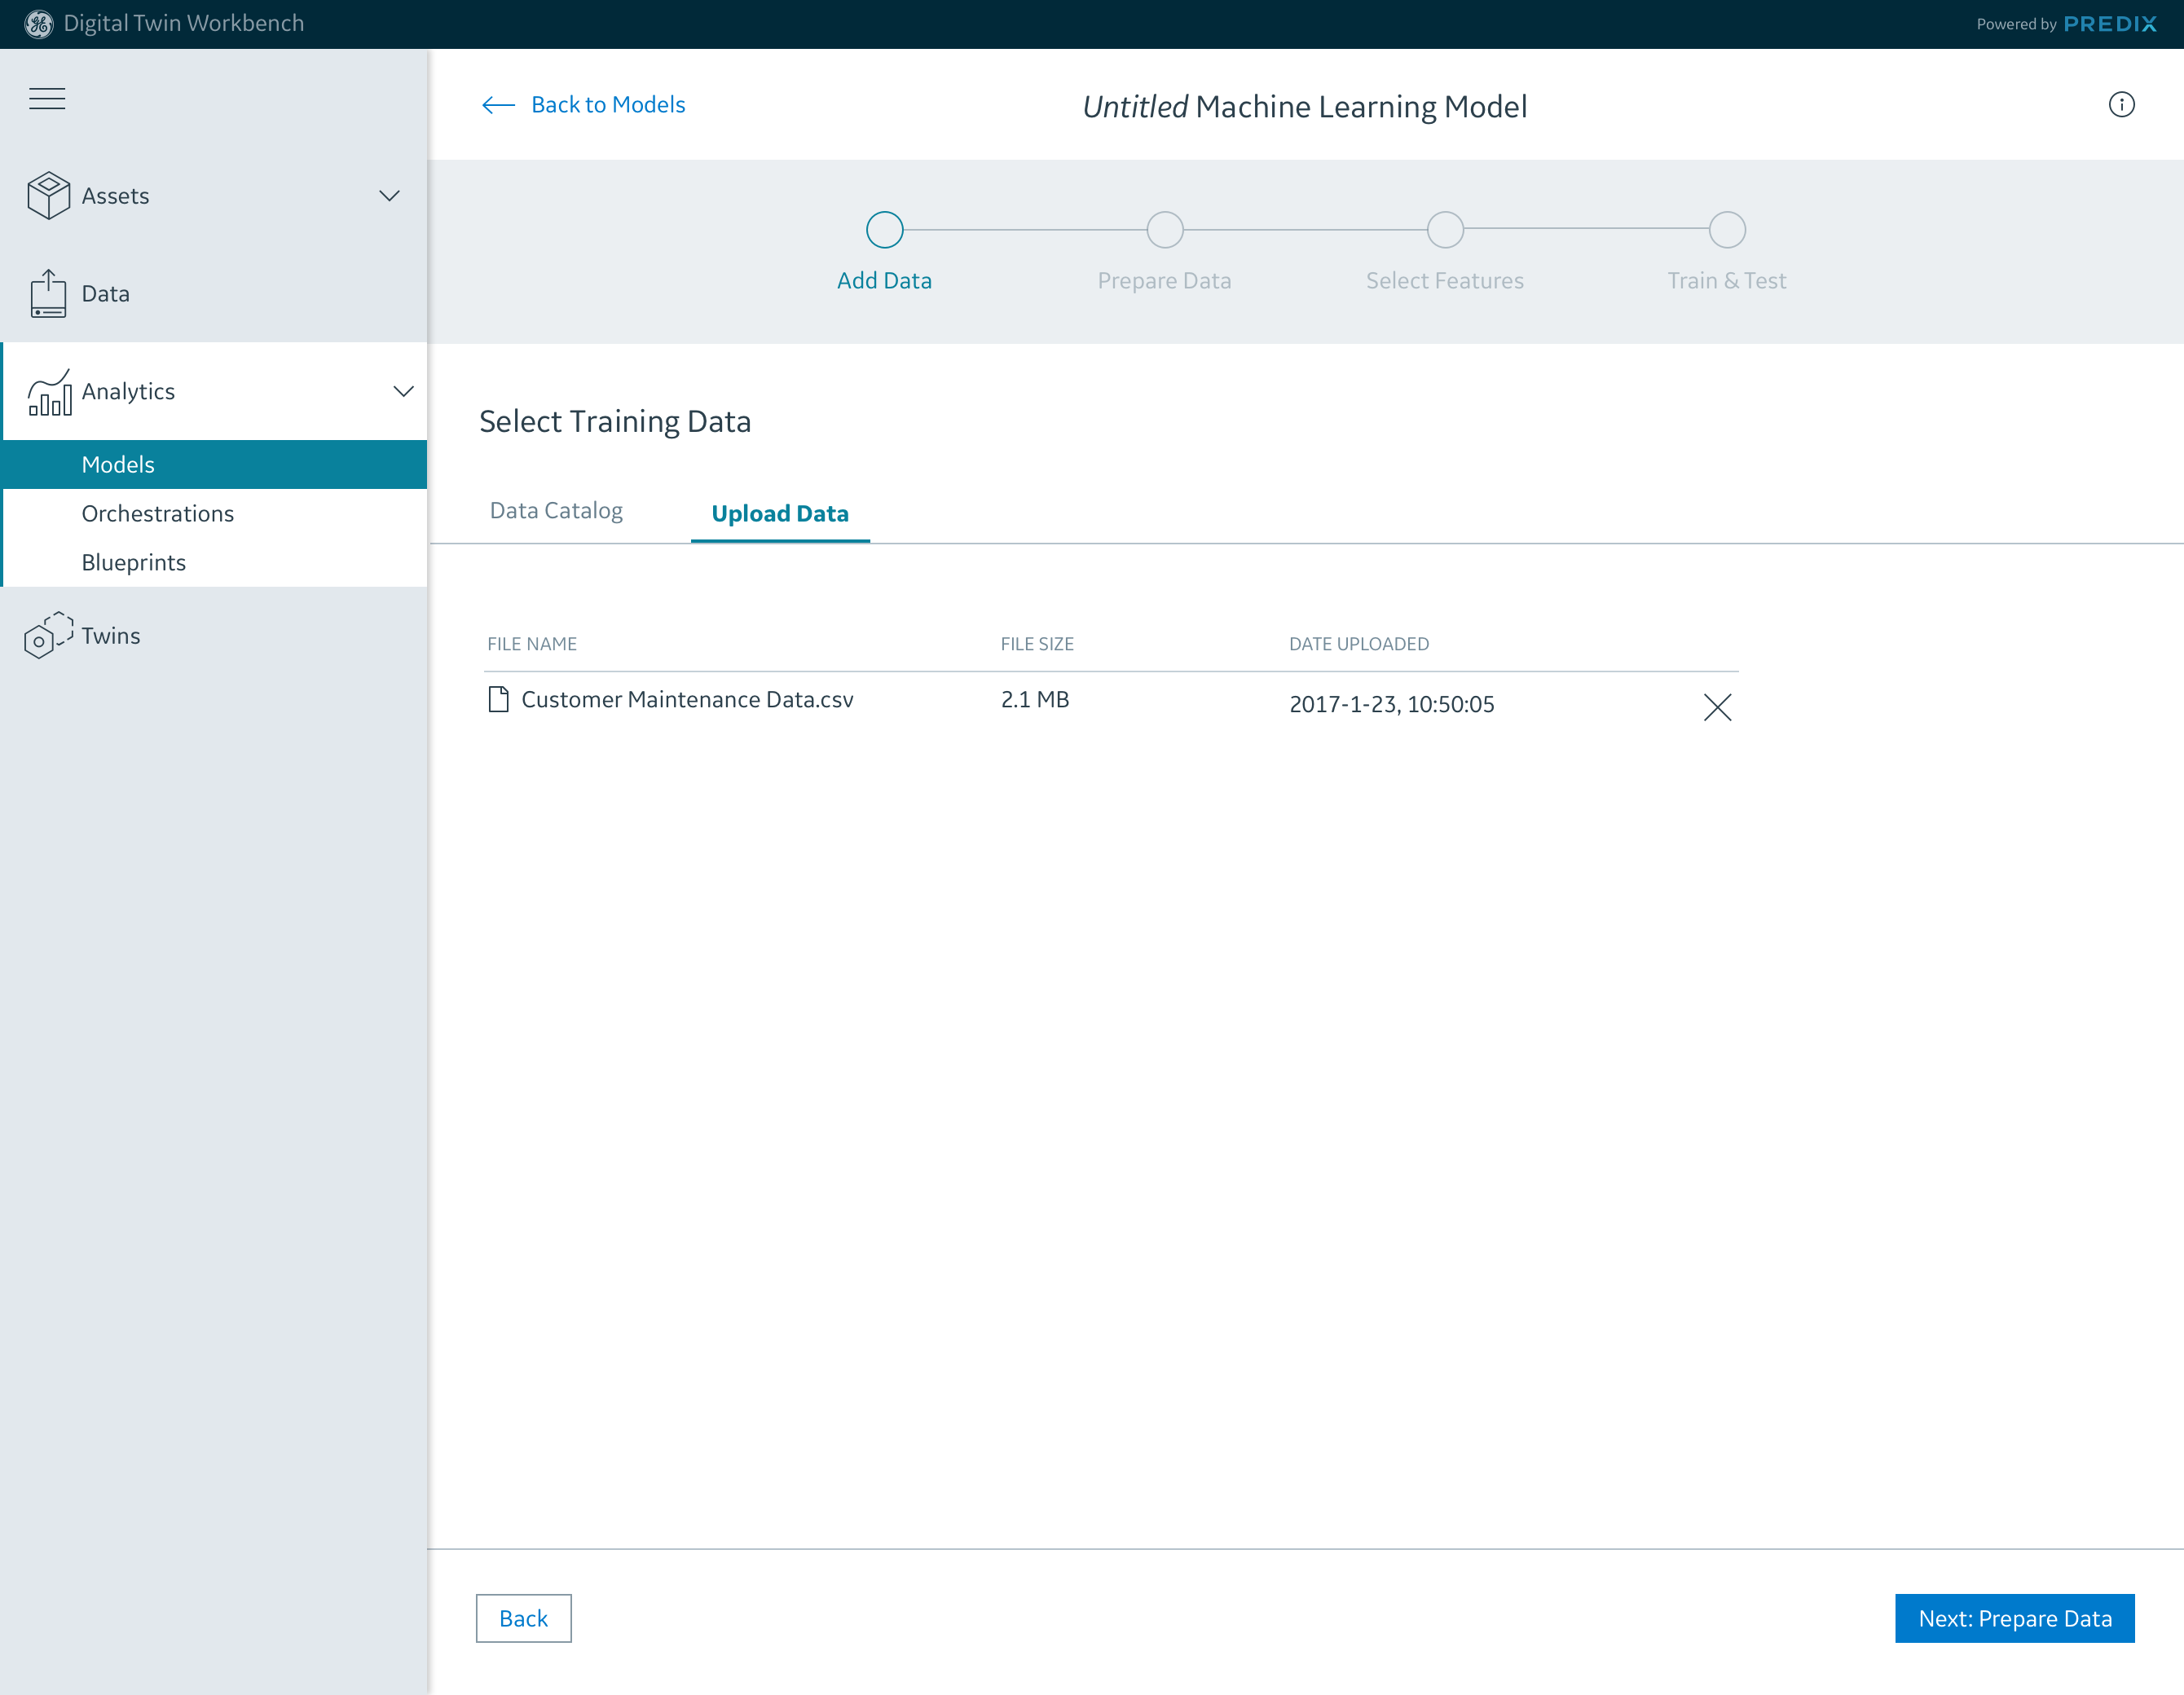 Digital Twin Workbench
Powered by PREDIX
Back to Models
Untitled Machine Learning Model
Assets
Data
Analytics
Models
Orchestrations
Blueprints
Twins
Add Data
Prepare Data
Select Features
Train & Test
Select Training Data
Data Catalog
Upload Data
FILE NAME
FILE SIZE
DATE UPLOADED
Customer Maintenance Data.csv
2.1 MB
2017-1-23, 10:50:05
Back
Next: Prepare Data